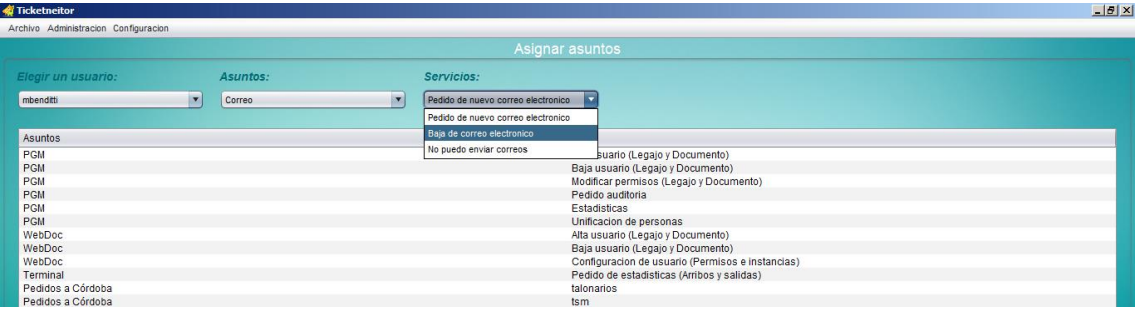 Ticketneitor
Archivo Administracion Configuracion
Asignar asuntos
Elegir un usuario: Asuntos: Servicios:
mbenditti Correo Pedido de nuevo correo electronico
Pedido de nuevo correo electronico
Baja de correo electronico
No puedo enviar correos
Asuntos
PGM suario (Legajo y Documento)
PGM Baja usuario (Legajo y Documento)
PGM Modificar permisos (Legajo y Documento)
PGM Pedido auditoria
PGM Estadisticas
PGM Unificacion de personas
WebDoc Alta usuario (Legajo y Documento)
WebDoc Baja usuario (Legajo y Documento)
WebDoc Configuracion de usuario (Permisos e instancias)
Terminal Pedido de estadisticas (Arribos y salidas)
Pedidos a Córdoba talonarios
Pedidos a Córdoba tsm